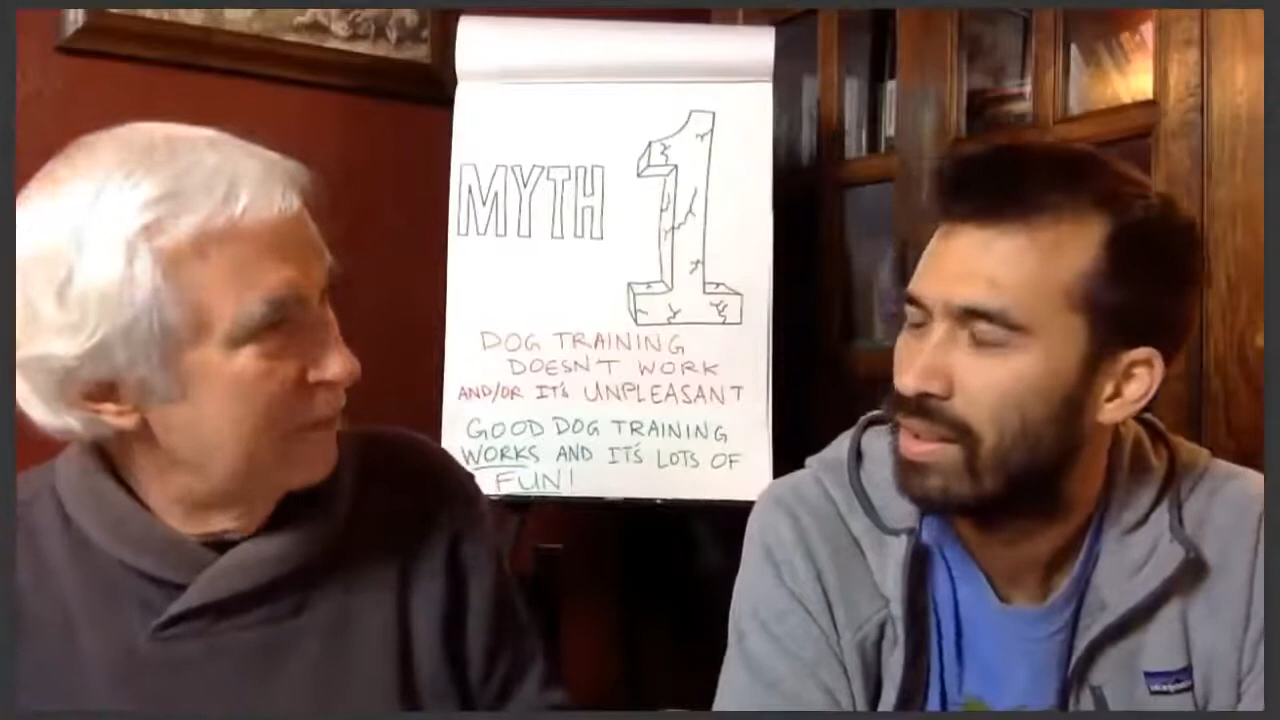 MYTH 1
DOG TRAINING
DOESN'T WORK
AND/OR IT'S UNPLEASANT
GOOD DOG TRAINING
WORKS AND IT'S LOTS OF
FUN!
patagonia